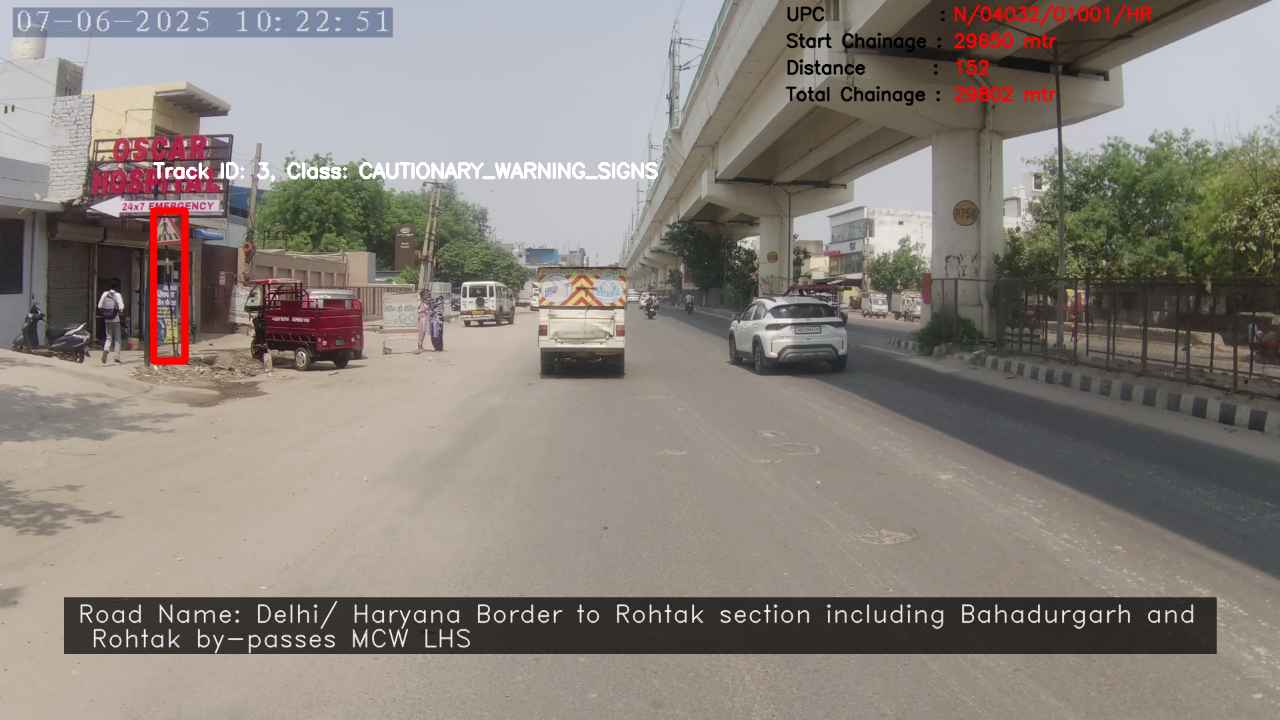 07-06-2025 10:22:51
UPC : N/04032/01001/HR
Start Chainage : 29650 mtr
Distance : 152
Total Chainage : 29802 mtr
OSCAR
HOSPITAL
Track ID: 3, Class: CAUTIONARY_WARNING_SIGNS
24x7 EMERGENCY
Road Name: Delhi/ Haryana Border to Rohtak section including Bahadurgarh and
Rohtak by-passes MCW LHS